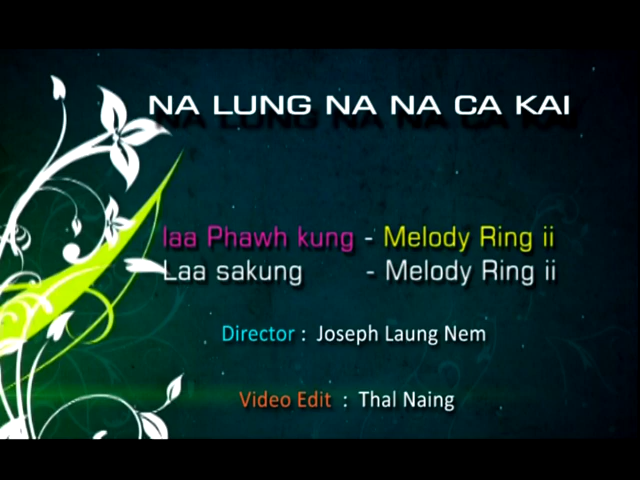 NA LUNG NA NA CA KAI
laa Phawh kung - Melody Ring ii
Laa sakung - Melody Ring ii
Director : Joseph Laung Nem
Video Edit : Thal Naing